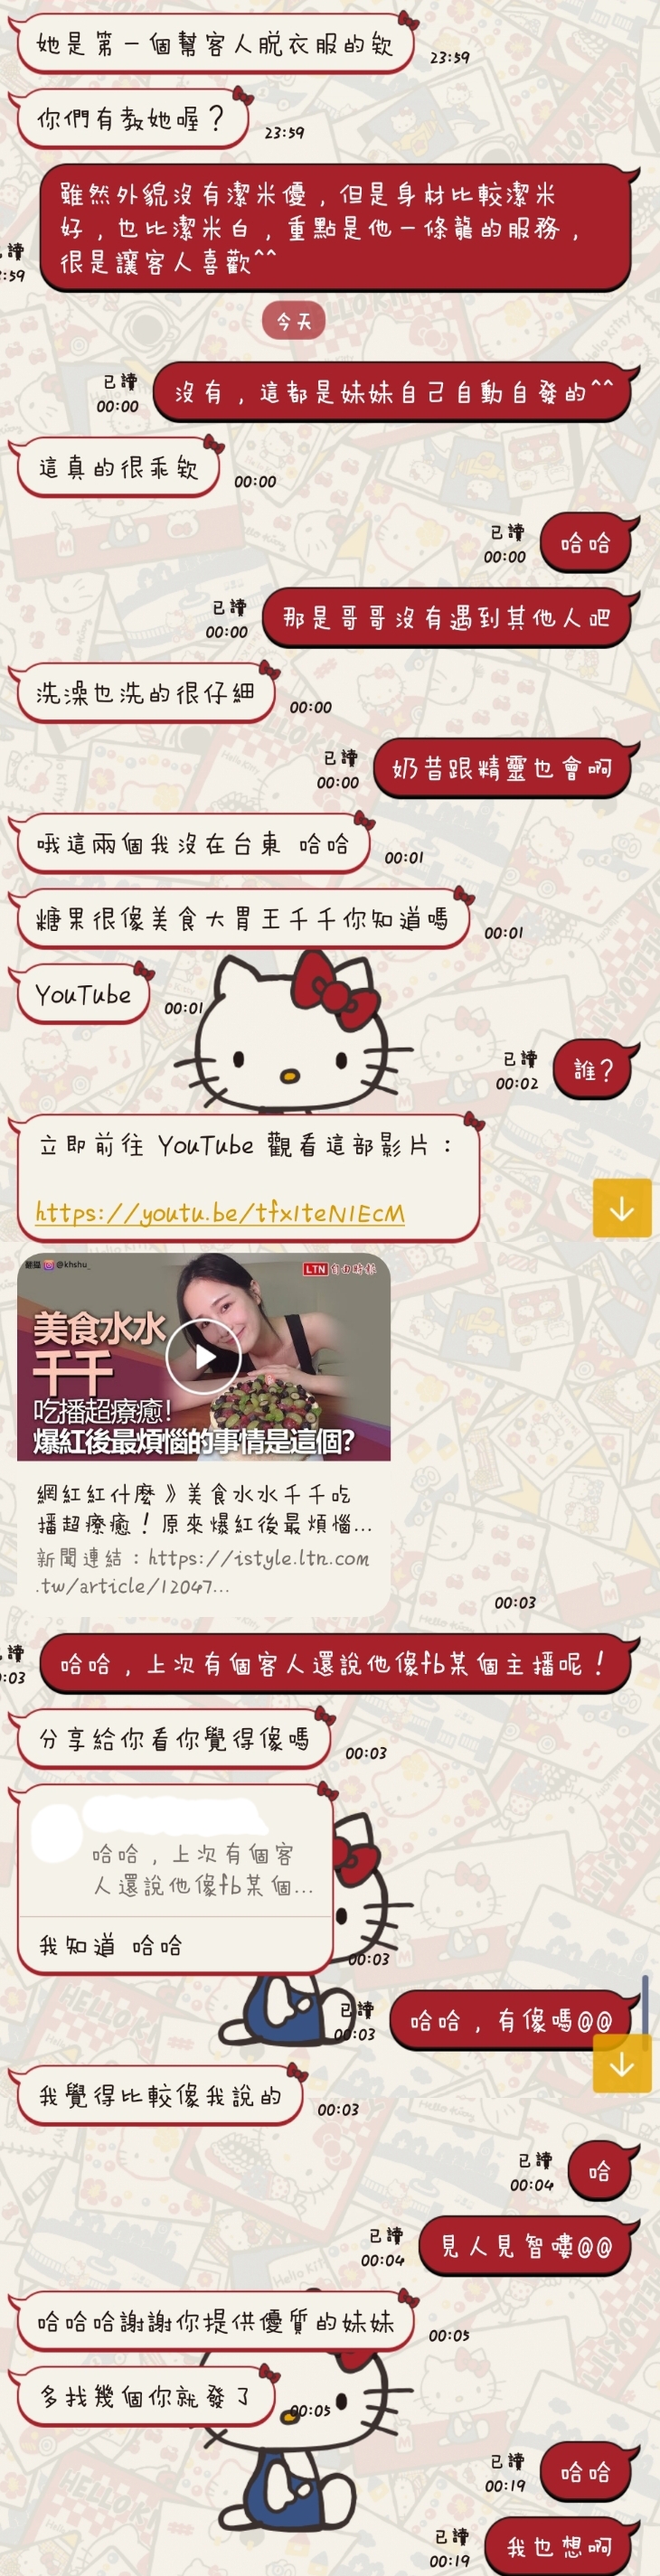 她是第一個幫客人脫衣服的欸
23:59
你們有教她喔？
23:59
雖然外貌沒有潔米優，但是身材比較潔米
好，也比潔米白，重點是他一條龍的服務，
很是讓客人喜歡^^
讀
:59
今天
沒有，這都是妹妹自己自動自發的^^
已讀
00:00
這真的很乖欸
00:00
哈哈
已讀
00:00
那是哥哥沒有遇到其他人吧
已讀
00:00
洗澡也洗的很仔細
00:00
奶昔跟精靈也會啊
已讀
00:00
哦這兩個我沒在台東 哈哈
00:01
糖果很像美食大胃王千千你知道嗎
00:01
YouTube
00:01
誰?
已讀
00:02
立即前往 YouTube 觀看這部影片：
https://youtu.be/tfxIteNIEcM
翻攝 @khshu_
LTN 自由時報
美食水水
千千
吃播超療癒!
爆紅後最煩惱的事情是這個?
網紅紅什麼》美食水水千千吃
播超療癒！原來爆紅後最煩惱...
新聞連結：https://istyle.ltn.com
.tw/article/12047...
00:03
哈哈，上次有個客人還說他像fb某個主播呢！
讀
:03
分享給你看你覺得像嗎
00:03
哈哈，上次有個客
人還說他像fb某個...
我知道 哈哈
00:03
哈哈，有像嗎@@
已讀
00:03
我覺得比較像我說的
00:03
哈
已讀
00:04
見人見智嘍@@
已讀
00:04
哈哈哈謝謝你提供優質的妹妹
00:05
多找幾個你就發了
00:05
哈哈
已讀
00:19
我也想啊
已讀
00:19